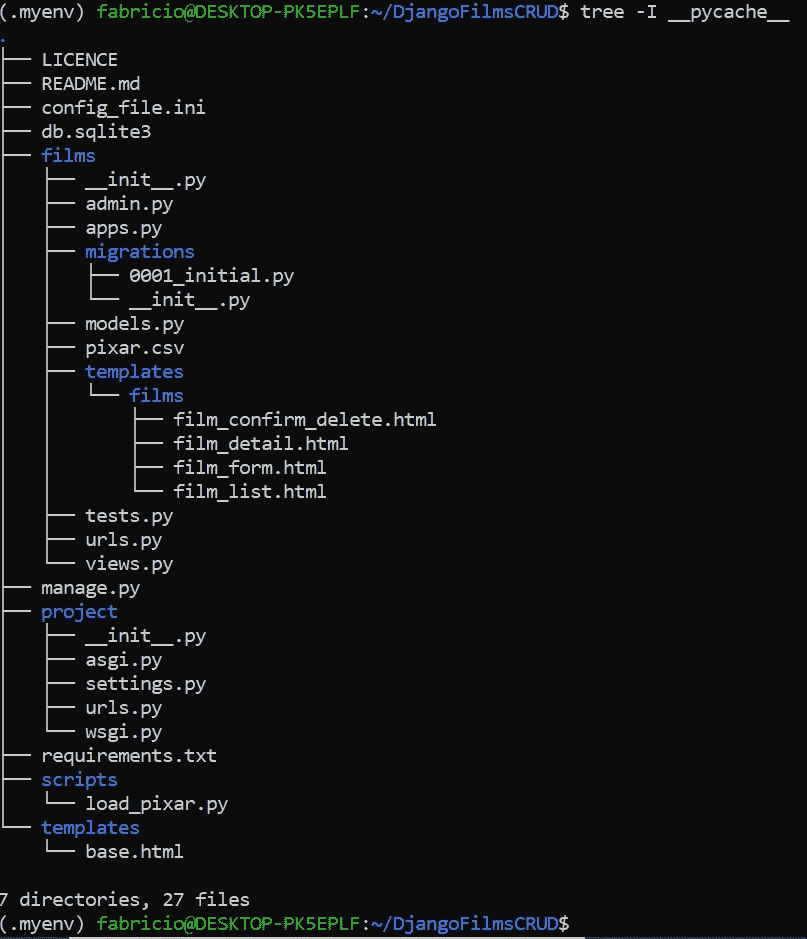 (.myenv) fabricio@DESKTOP-PK5EPLF:~/DjangoFilmsCRUD$ tree -I __pycache__
.
├── LICENCE
├── README.md
├── config_file.ini
├── db.sqlite3
├── films
│   ├── __init__.py
│   ├── admin.py
│   ├── apps.py
│   ├── migrations
│   │   ├── 0001_initial.py
│   │   └── __init__.py
│   ├── models.py
│   ├── pixar.csv
│   ├── templates
│   │   └── films
│   │       ├── film_confirm_delete.html
│   │       ├── film_detail.html
│   │       ├── film_form.html
│   │       └── film_list.html
│   ├── tests.py
│   ├── urls.py
│   └── views.py
├── manage.py
├── project
│   ├── __init__.py
│   ├── asgi.py
│   ├── settings.py
│   ├── urls.py
│   └── wsgi.py
├── requirements.txt
├── scripts
│   └── load_pixar.py
└── templates
    └── base.html

7 directories, 27 files
(.myenv) fabricio@DESKTOP-PK5EPLF:~/DjangoFilmsCRUD$